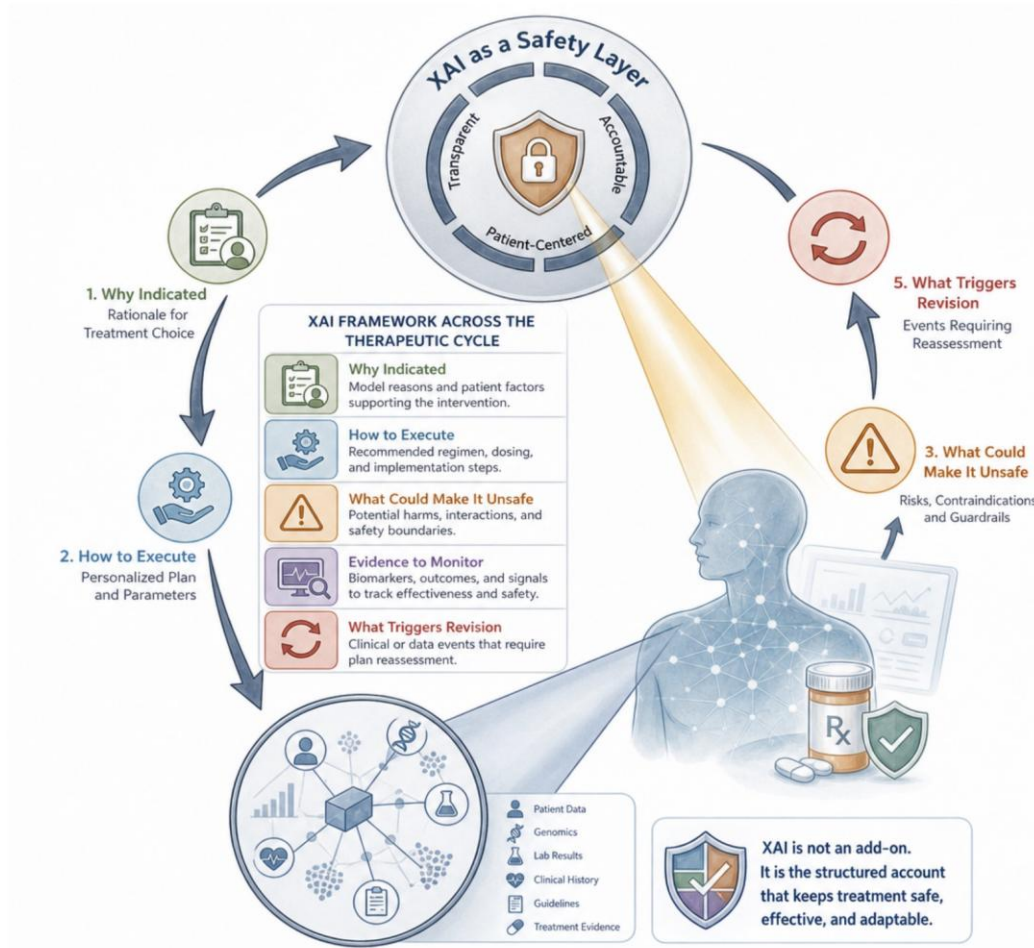 XAI as a Safety Layer
Transparent
Accountable
Patient-Centered
1. Why Indicated
Rationale for
Treatment Choice
2. How to Execute
Personalized Plan
and Parameters
XAI FRAMEWORK ACROSS THE
THERAPEUTIC CYCLE
Why Indicated
Model reasons and patient factors
supporting the intervention.
How to Execute
Recommended regimen, dosing,
and implementation steps.
What Could Make It Unsafe
Potential harms, interactions, and
safety boundaries.
Evidence to Monitor
Biomarkers, outcomes, and signals
to track effectiveness and safety.
What Triggers Revision
Clinical or data events that require
plan reassessment.
5. What Triggers
Revision
Events Requiring
Reassessment
3. What Could
Make It Unsafe
Risks, Contraindications
and Guardrails
Rx
Patient Data
Genomics
Lab Results
Clinical History
Guidelines
Treatment Evidence
XAI is not an add-on.
It is the structured account
that keeps treatment safe,
effective, and adaptable.